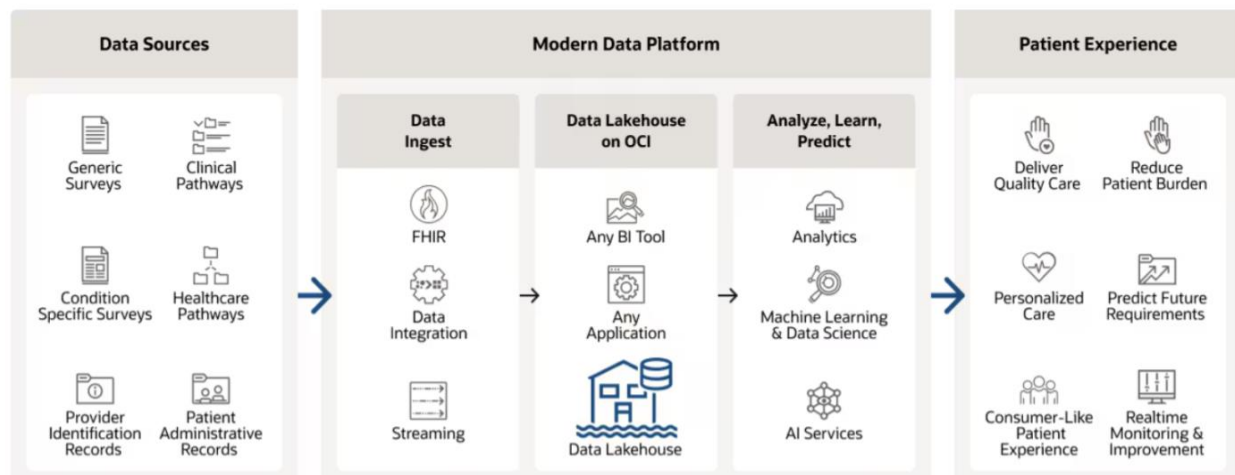 Data Sources
Modern Data Platform
Patient Experience
Generic
Surveys
Clinical
Pathways
Condition
Specific Surveys
Healthcare
Pathways
Provider
Identification
Records
Patient
Administrative
Records
Data
Ingest
FHIR
Data
Integration
Streaming
Data Lakehouse
on OCI
Any BI Tool
Any
Application
Data Lakehouse
Analyze, Learn,
Predict
Analytics
Machine Learning
& Data Science
AI Services
Deliver
Quality Care
Reduce
Patient Burden
Personalized
Care
Predict Future
Requirements
Consumer-Like
Patient
Experience
Realtime
Monitoring &
Improvement